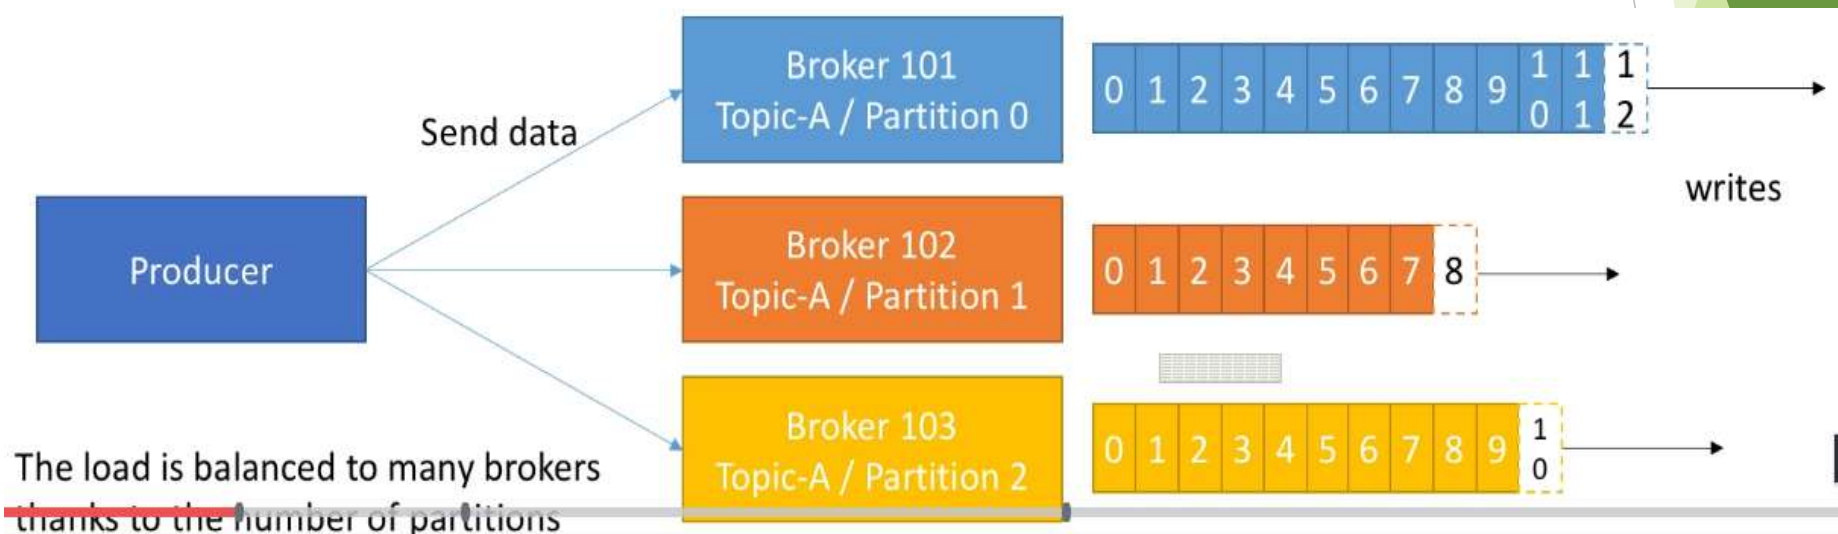 Broker 101
Topic-A / Partition 0
0 1 2 3 4 5 6 7 8 9 10 11 12
Send data
writes
Producer
Broker 102
Topic-A / Partition 1
0 1 2 3 4 5 6 7 8
Broker 103
Topic-A / Partition 2
0 1 2 3 4 5 6 7 8 9 10
The load is balanced to many brokers
thanks to the number of partitions